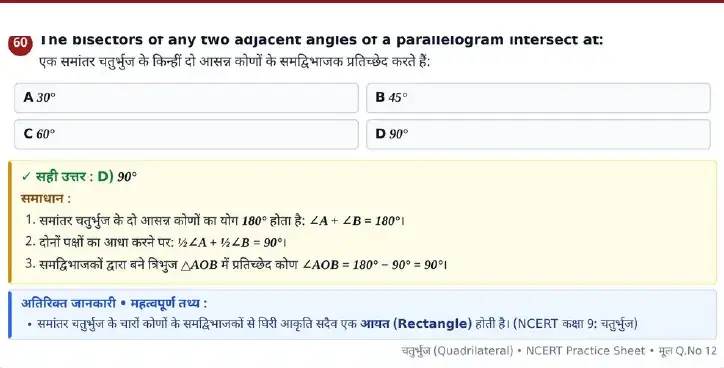 60 The bisectors of any two adjacent angles of a parallelogram intersect at:
एक समांतर चतुर्भुज के किन्हीं दो आसन्न कोणों के समद्विभाजक प्रतिच्छेद करते हैं:
A 30°
B 45°
C 60°
D 90°
✓ सही उत्तर : D) 90°
समाधान :
1. समांतर चतुर्भुज के दो आसन्न कोणों का योग 180° होता है: ∠A + ∠B = 180°।
2. दोनों पक्षों का आधा करने पर: ½∠A + ½∠B = 90°।
3. समद्विभाजकों द्वारा बने त्रिभुज △AOB में प्रतिच्छेद कोण ∠AOB = 180° − 90° = 90°।
अतिरिक्त जानकारी • महत्वपूर्ण तथ्य :
• समांतर चतुर्भुज के चारों कोणों के समद्विभाजकों से घिरी आकृति सदैव एक आयत (Rectangle) होती है। (NCERT कक्षा 9: चतुर्भुज)
चतुर्भुज (Quadrilateral) • NCERT Practice Sheet • मूल Q.No 12